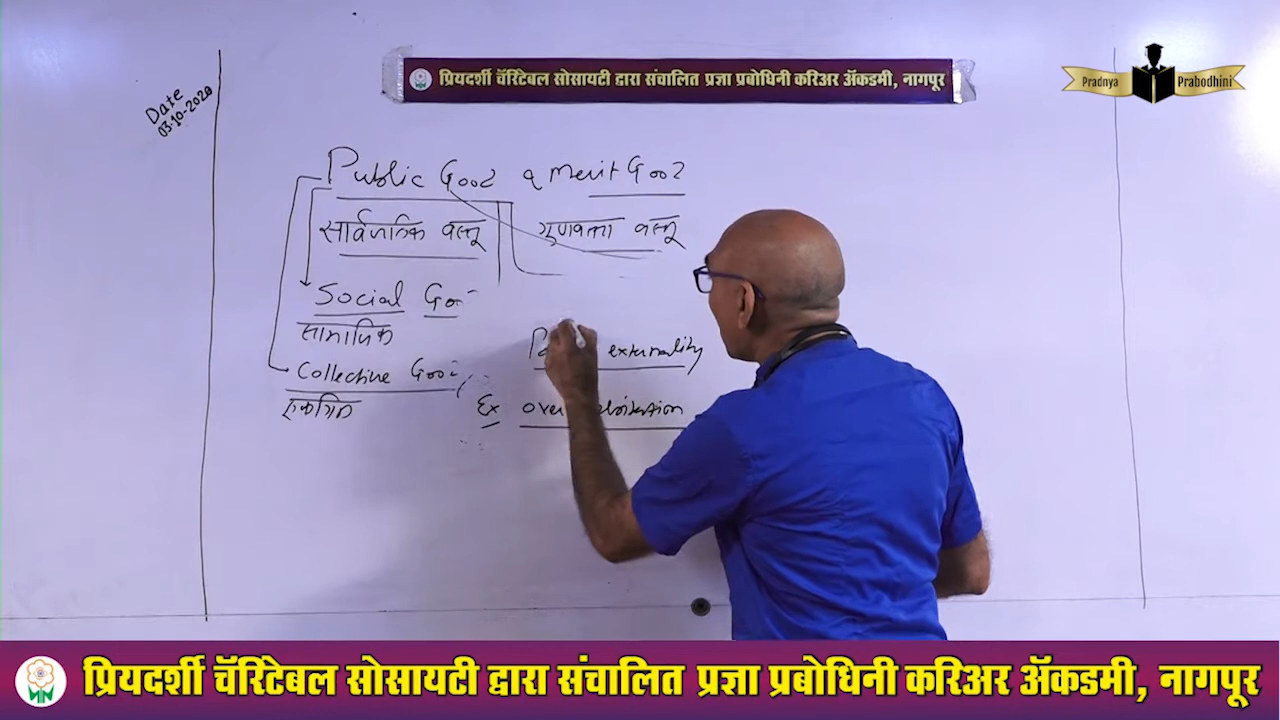 प्रियदर्शी चॅरिटेबल सोसायटी द्वारा संचालित प्रज्ञा प्रबोधिनी करिअर ॲकडमी, नागपूर
Pradnya Prabodhini
Date
03-10-2020
Public Good & Merit Good
सार्वजनिक वस्तू गुणवत्ता वस्तू
Social Goo
सामाजिक
externality
Collective Good
Ex over
एकत्रित
प्रियदर्शी चॅरिटेबल सोसायटी द्वारा संचालित प्रज्ञा प्रबोधिनी करिअर ॲकडमी, नागपूर